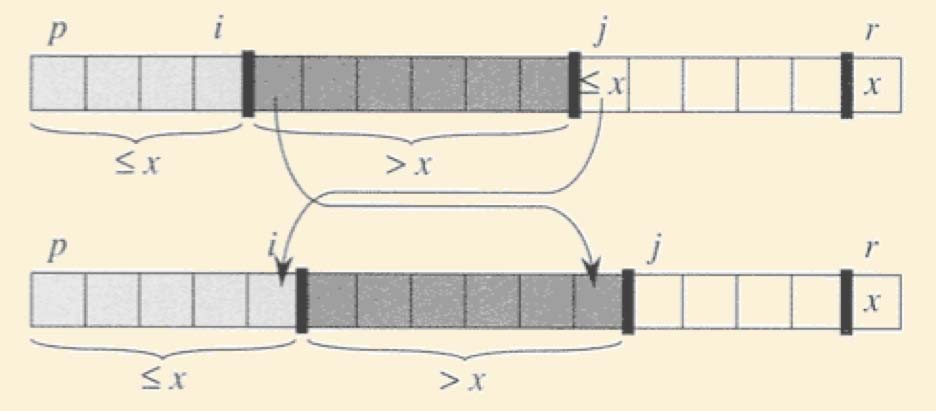 p i j r
≤ x x
≤ x > x
p i j r
x
≤ x > x